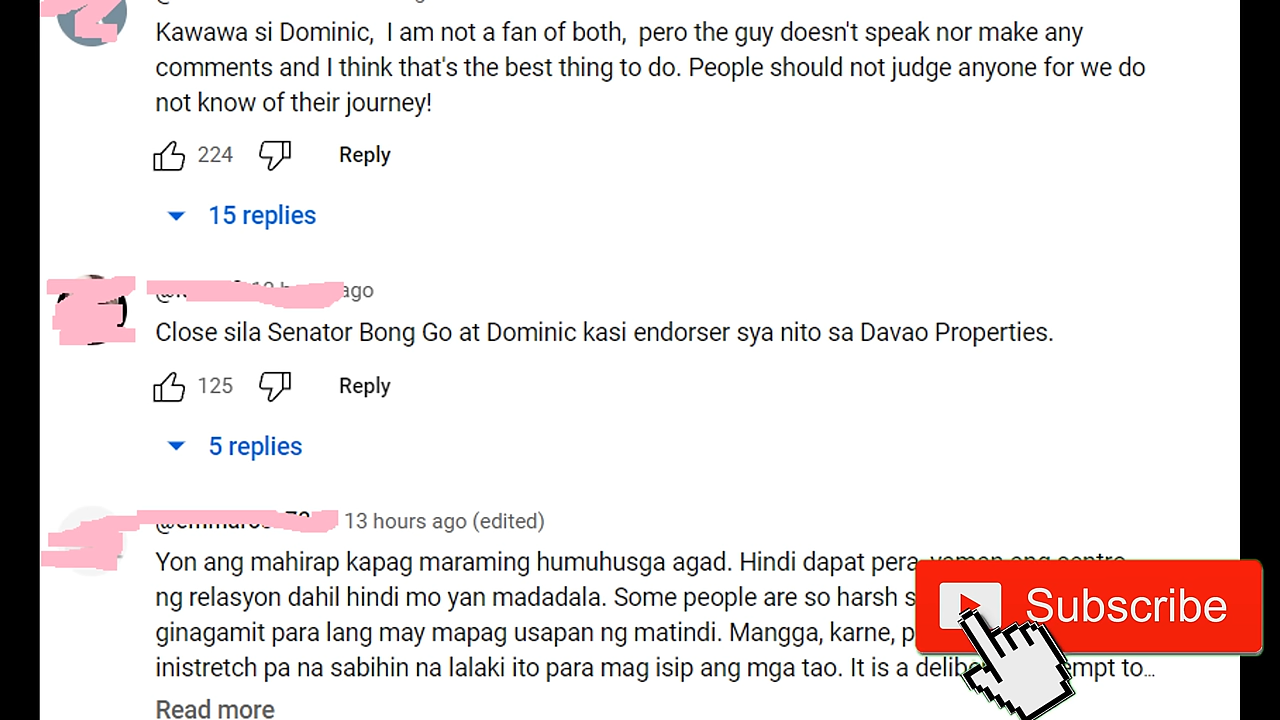 Kawawa si Dominic, I am not a fan of both, pero the guy doesn't speak nor make any
comments and I think that's the best thing to do. People should not judge anyone for we do
not know of their journey!
224 Reply
15 replies
ago
Close sila Senator Bong Go at Dominic kasi endorser sya nito sa Davao Properties.
125 Reply
5 replies
13 hours ago (edited)
Yon ang mahirap kapag maraming humuhusga agad. Hindi dapat pera
ng relasyon dahil hindi mo yan madadala. Some people are so harsh
ginagamit para lang may mapag usapan ng matindi. Mangga, karne,
inistretch pa na sabihin na lalaki ito para mag isip ang mga tao. It is a to...
Subscribe
Read more